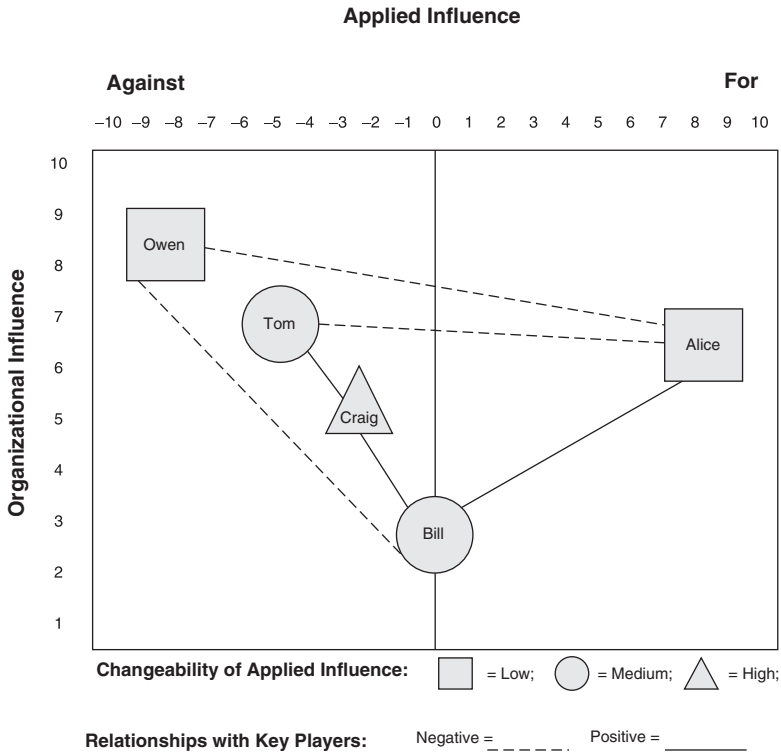 Applied Influence
Against For
–10 –9 –8 –7 –6 –5 –4 –3 –2 –1 0 1 2 3 4 5 6 7 8 9 10
Organizational Influence
10
9
8
7
6
5
4
3
2
1
Owen
Tom
Alice
Craig
Bill
Changeability of Applied Influence: = Low; = Medium; = High;
Relationships with Key Players: Negative = Positive =